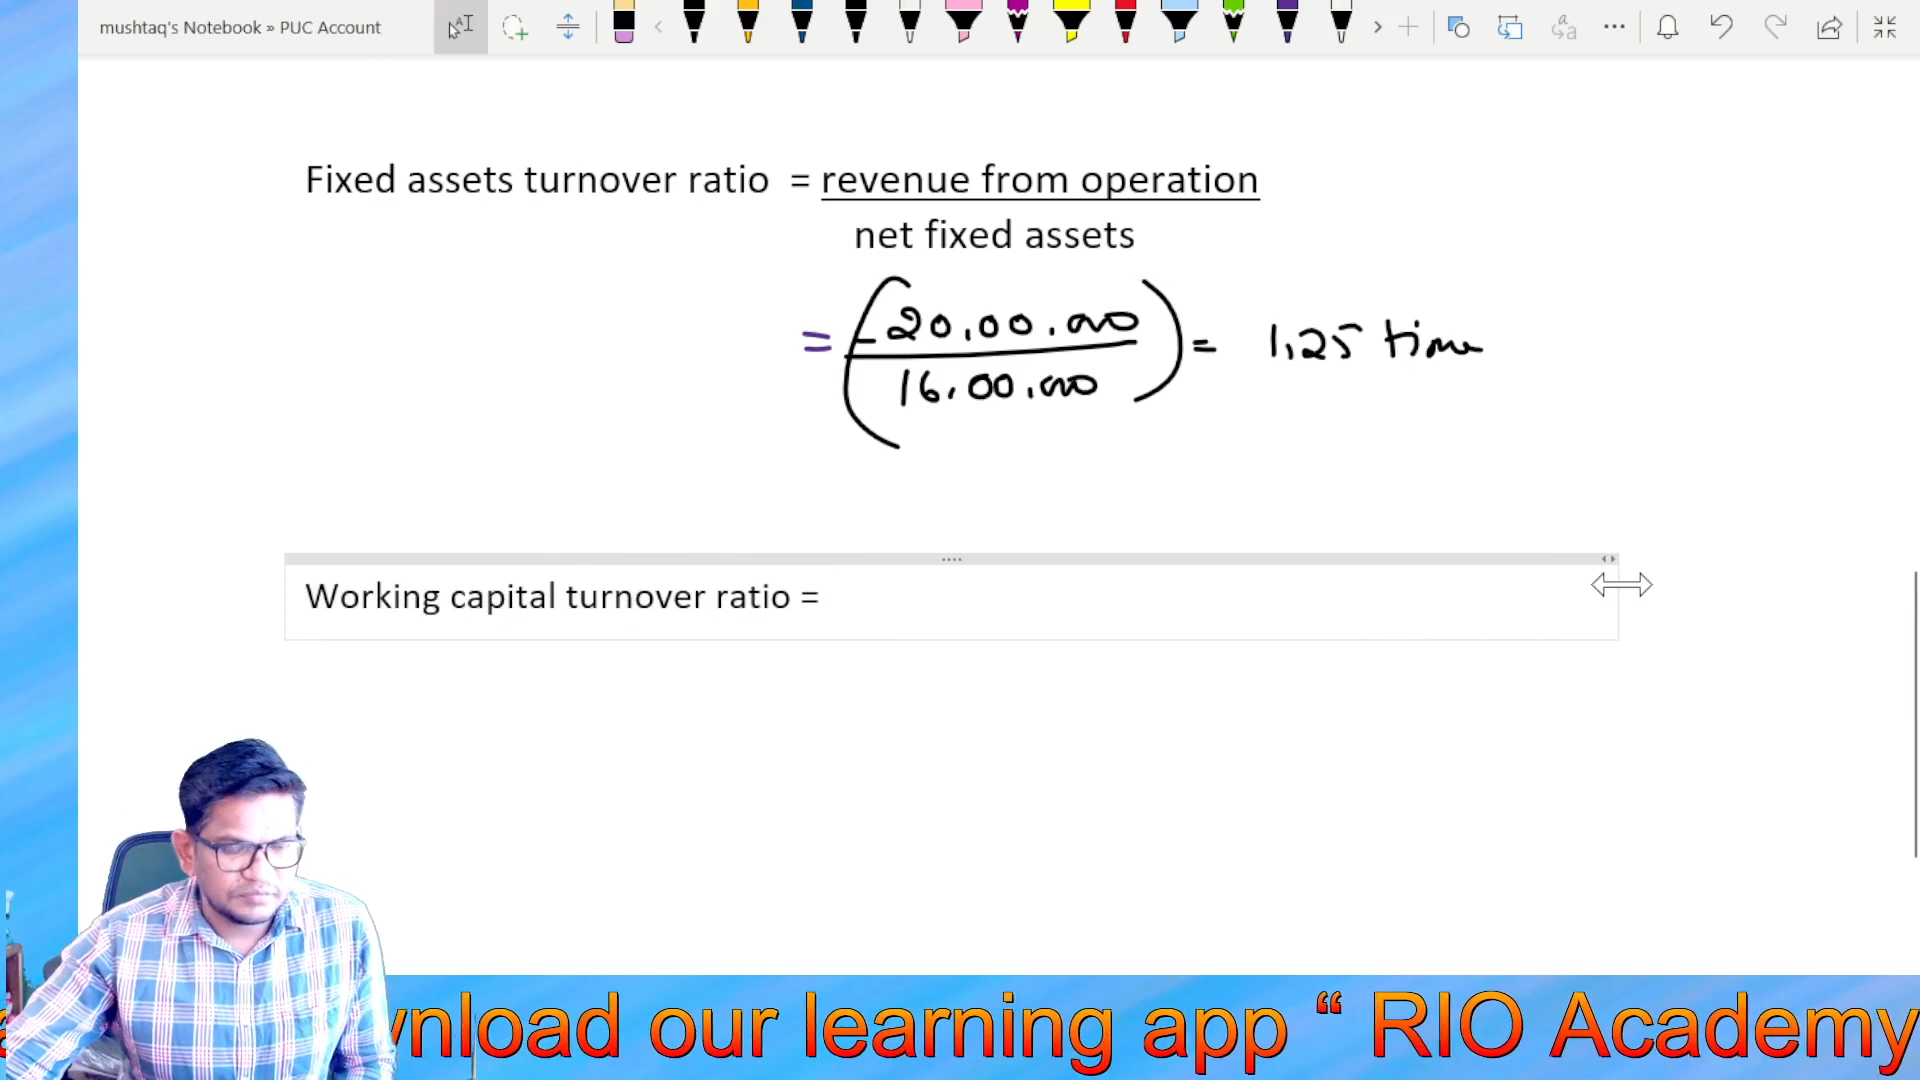 mushtaq's Notebook » PUC Account
Fixed assets turnover ratio = revenue from operation
net fixed assets
= ( 20,00,000
16,00,000 ) = 1.25 time
Working capital turnover ratio =
wnload our learning app “ RIO Academy